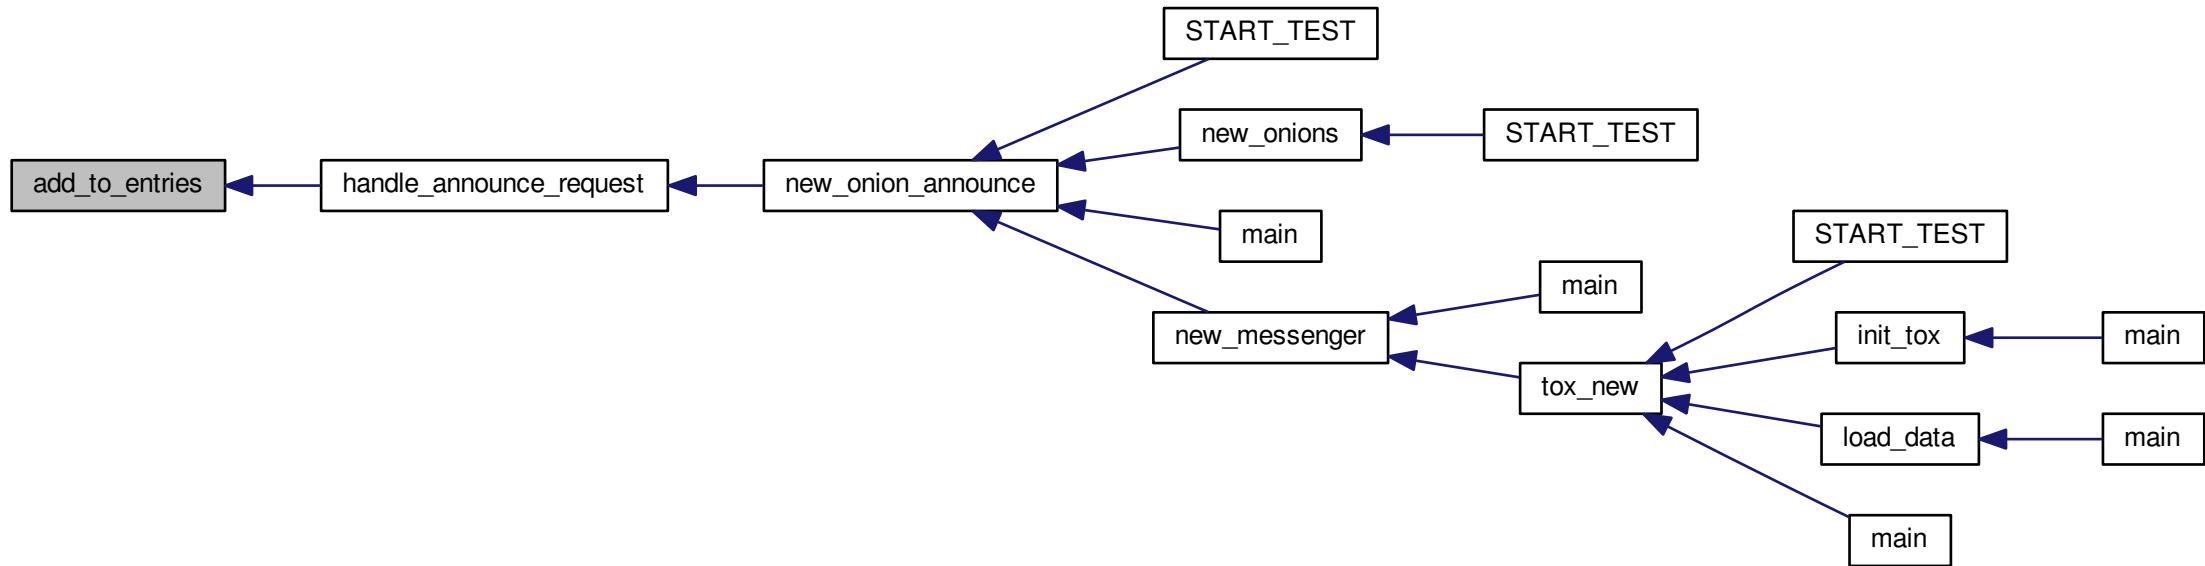 START_TEST
new_onions
START_TEST
add_to_entries
handle_announce_request
new_onion_announce
main
START_TEST
main
new_messenger
init_tox
main
tox_new
load_data
main
main